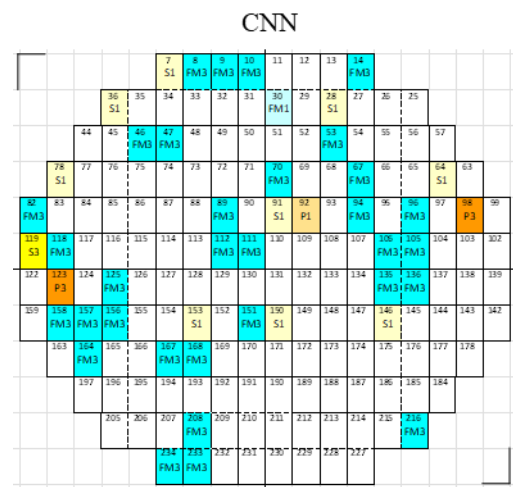 CNN
7 8 9 10 11 12 13 14
S1 FM3 FM3 FM3 FM3
36 35 34 33 32 31 30 29 28 27 26 25
S1 FM1 S1
44 45 46 47 48 49 50 51 52 53 54 55 56 57
FM3 FM3 FM3
78 77 76 75 74 73 72 71 70 69 68 67 66 65 64 63
S1 FM3 FM3 S1
82 83 84 85 86 87 88 89 90 91 92 93 94 95 96 97 98 99
FM3 FM3 S1 P1 FM3 FM3 P3
119 118 117 116 115 114 113 112 111 110 109 108 107 106 105 104 103 102
S3 FM3 FM3 FM3 FM3 FM3
122 123 124 125 126 127 128 129 130 131 132 133 134 135 136 137 138 139
P3 FM3 FM3 FM3
159 158 157 156 155 154 153 152 151 190 149 148 147 146 145 144 143 142
FM3 FM3 FM3 S1 FM3 S1 S1
163 164 165 166 167 168 169 170 171 172 173 174 175 176 177 178
FM3 FM3 FM3
197 196 195 194 193 192 191 190 189 188 187 186 185 184
205 206 207 208 209 210 211 212 213 214 215 216
FM3 FM3
234 233 232 231 230 229 228 227
FM3 FM3